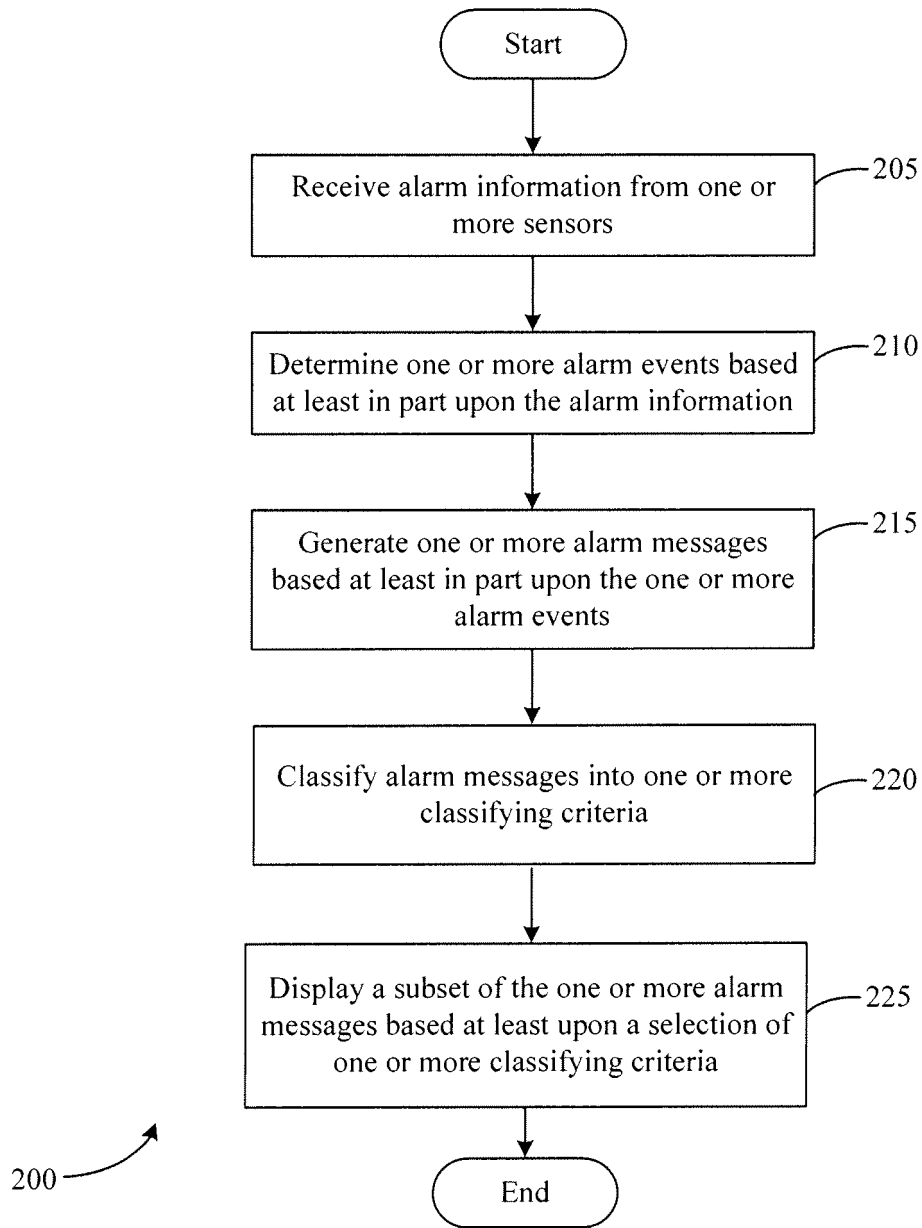 Start
Receive alarm information from one or
more sensors
205
Determine one or more alarm events based
at least in part upon the alarm information
210
Generate one or more alarm messages
based at least in part upon the one or more
alarm events
215
Classify alarm messages into one or more
classifying criteria
220
Display a subset of the one or more alarm
messages based at least upon a selection of
one or more classifying criteria
225
200
End